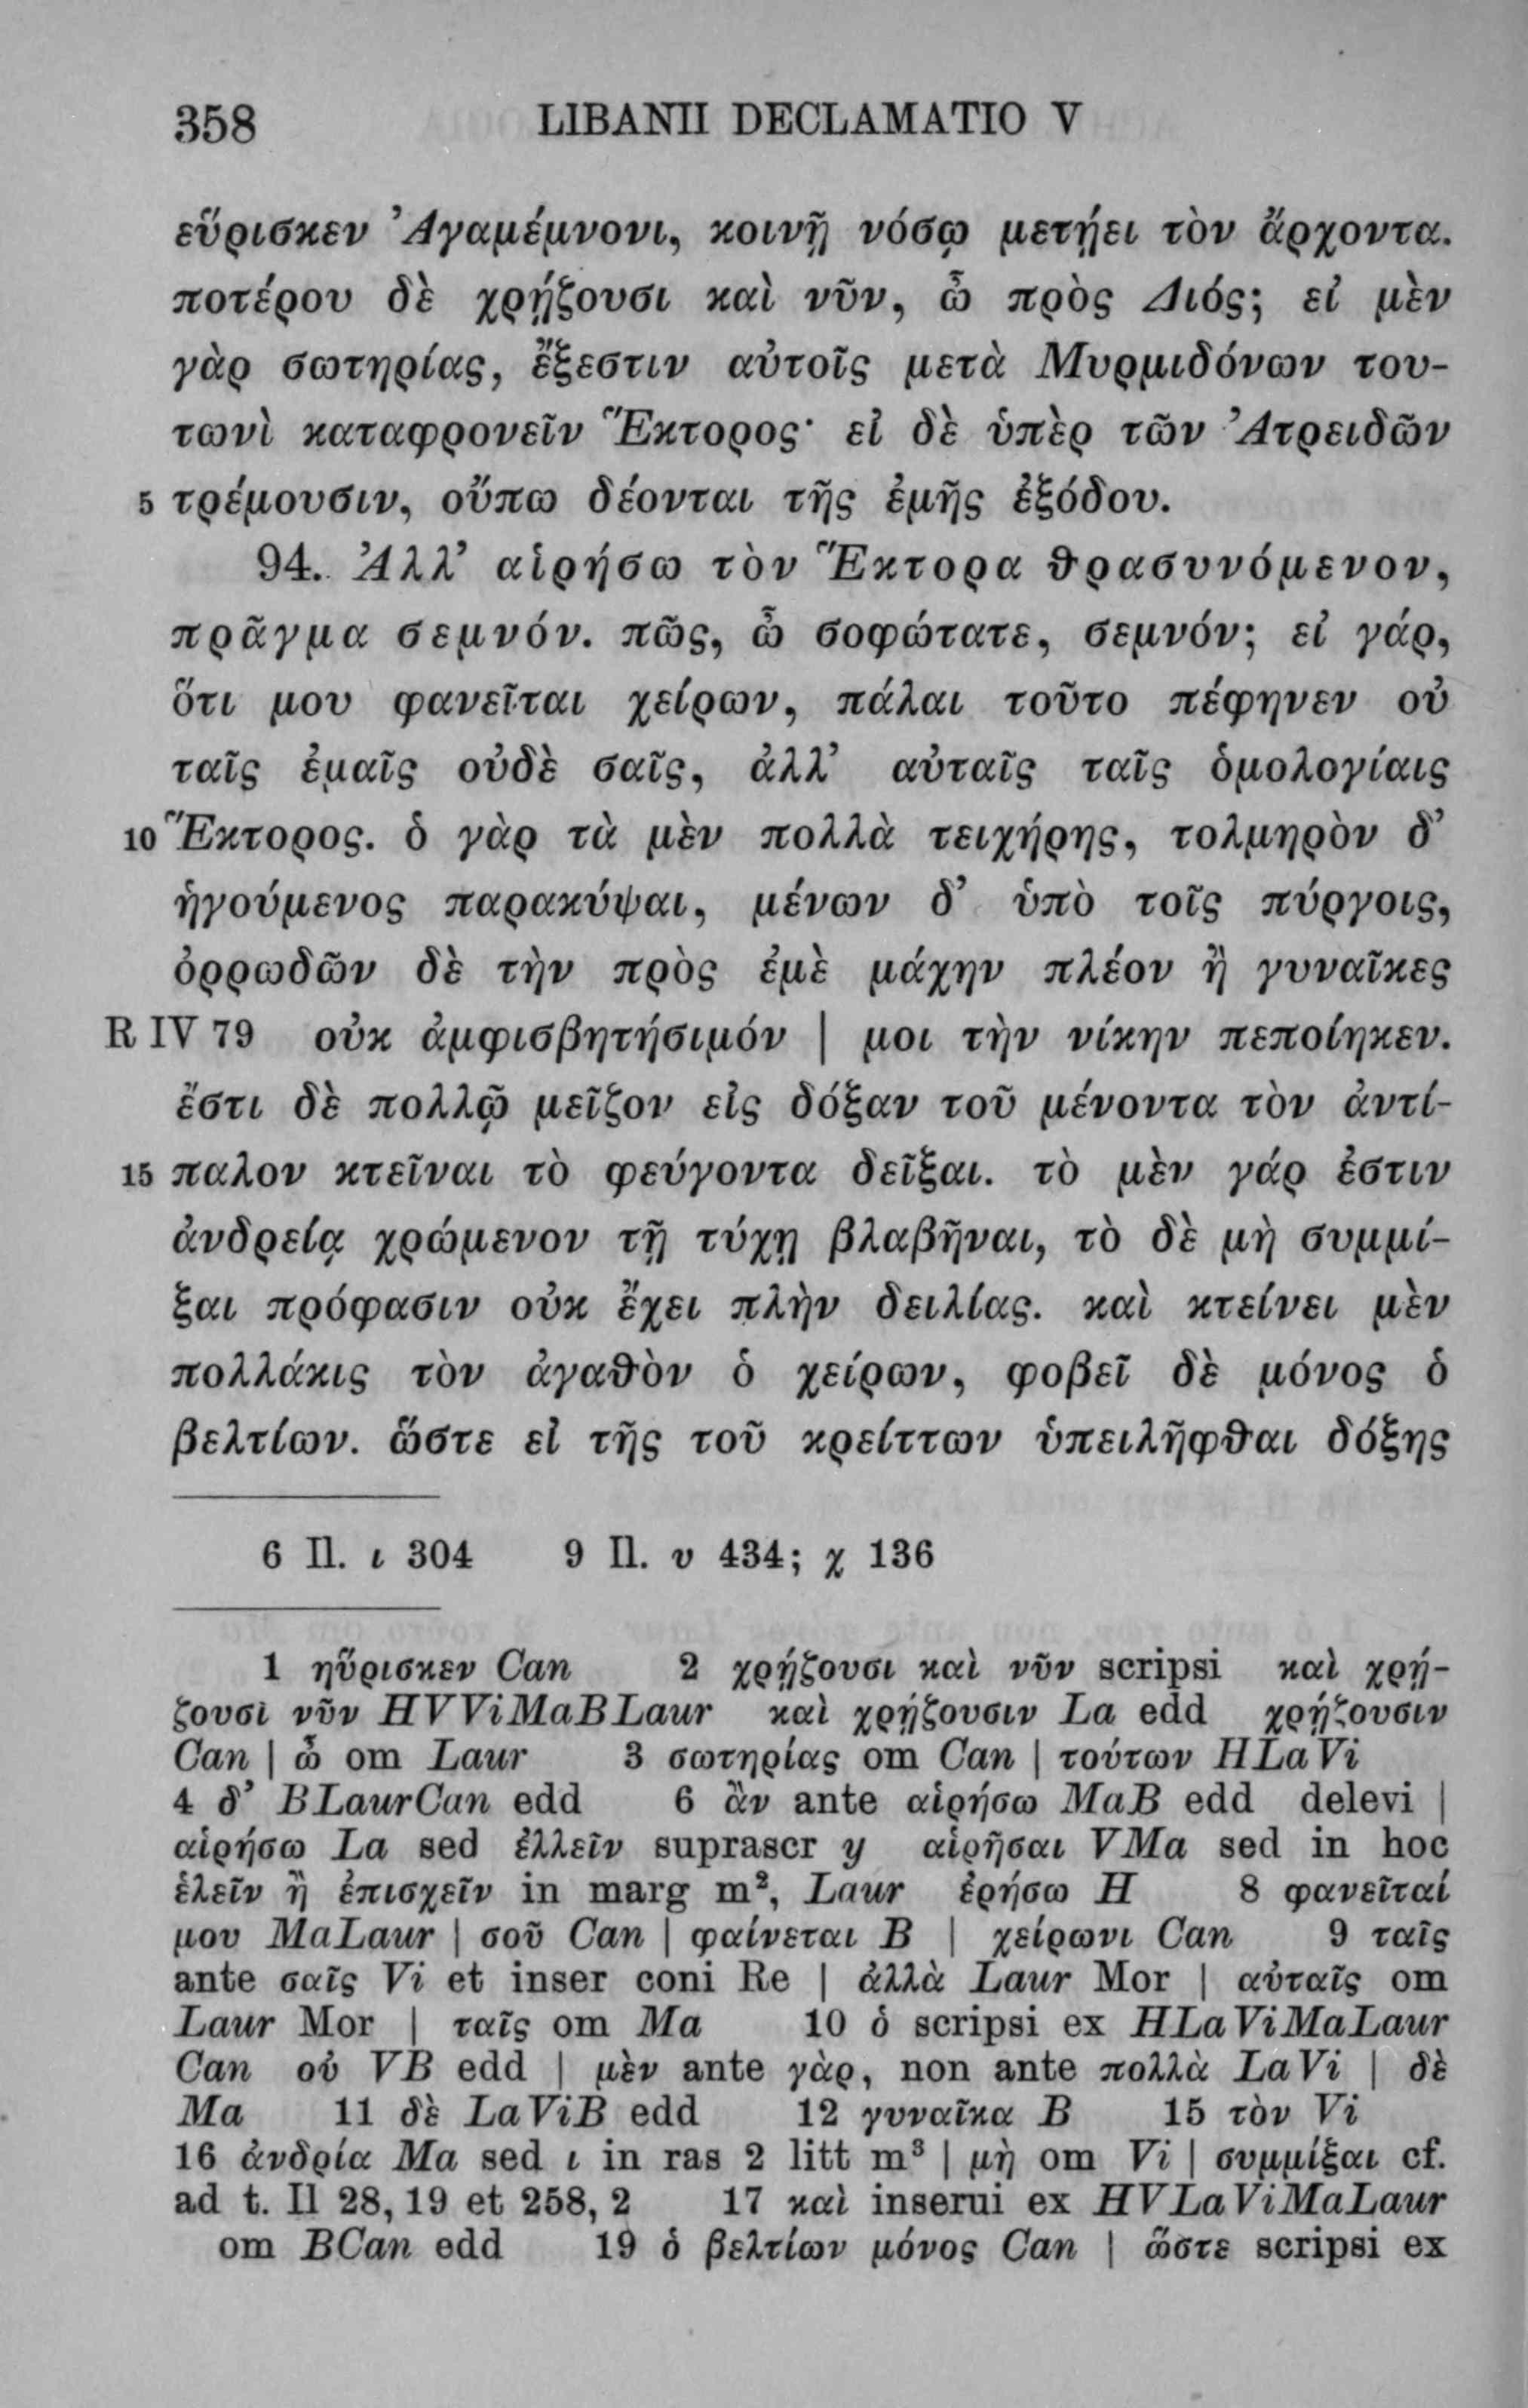 358 LIBANII DECLAMATIO V
εὕρισκεν Ἀγαμέμνονι, κοινῇ νόσῳ μετῄει τὸν ἄρχοντα.
ποτέρου δὲ χρῄζουσι καὶ νῦν, ὦ πρὸς Διός; εἰ μὲν
γὰρ σωτηρίας, ἔξεστιν αὐτοῖς μετὰ Μυρμιδόνων του-
τωνὶ καταφρονεῖν Ἕκτορος· εἰ δὲ ὑπὲρ τῶν Ἀτρειδῶν
5 τρέμουσιν, οὔπω δέονται τῆς ἐμῆς ἐξόδου.
94. Ἀλλ’ αἱρήσω τὸν Ἕκτορα θρασυνόμενον,
πρᾶγμα σεμνόν. πῶς, ὦ σοφώτατε, σεμνόν; εἰ γάρ,
ὅτι μου φανεῖται χείρων, πάλαι τοῦτο πέφηνεν οὐ
ταῖς ἐμαῖς οὐδὲ σαῖς, ἀλλ’ αὐταῖς ταῖς ὁμολογίαις
10 Ἕκτορος. ὁ γὰρ τὰ μὲν πολλὰ τειχήρης, τολμηρὸν δ’
ἡγούμενος παρακύψαι, μένων δ’ ὑπὸ τοῖς πύργοις,
ὀρρωδῶν δὲ τὴν πρὸς ἐμὲ μάχην πλέον ἢ γυναῖκες
R IV 79 οὐκ ἀμφισβητήσιμόν | μοι τὴν νίκην πεποίηκεν.
ἔστι δὲ πολλῷ μεῖζον εἰς δόξαν τοῦ μένοντα τὸν ἀντί-
15 παλον κτεῖναι τὸ φεύγοντα δεῖξαι. τὸ μὲν γάρ ἐστιν
ἀνδρείᾳ χρώμενον τῇ τύχῃ βλαβῆναι, τὸ δὲ μὴ συμμί-
ξαι πρόφασιν οὐκ ἔχει πλὴν δειλίας. καὶ κτείνει μὲν
πολλάκις τὸν ἀγαθὸν ὁ χείρων, φοβεῖ δὲ μόνος ὁ
βελτίων. ὥστε εἰ τῆς τοῦ κρείττων ὑπειλῆφθαι δόξης
6 Il. ι 304 9 Il. υ 434; χ 136
1 ηὕρισκεν Can 2 χρῄζουσι καὶ νῦν scripsi καὶ χρῄ-
ζουσι νῦν HVViMaBLaur καὶ χρῄζουσιν La edd χρῄζουσιν
Can | ὦ om Laur 3 σωτηρίας om Can | τούτων HLaVi
4 δ’ BLaurCan edd 6 ἂν ante αἱρήσω MaB edd delevi |
αἱρήσω La sed ἑλλεῖν suprascr y αἱρῆσαι VMa sed in hoc
ἑλεῖν ἢ ἐπισχεῖν in marg m², Laur ἐρήσω H 8 φανεῖταί
μου MaLaur | σοῦ Can | φαίνεται B | χείρωνι Can 9 ταῖς
ante σαῖς Vi et inser coni Re | ἀλλὰ Laur Mor | αὐταῖς om
Laur Mor | ταῖς om Ma 10 ὁ scripsi ex HLaViMaLaur
Can οὐ VB edd | μὲν ante γὰρ, non ante πολλὰ LaVi | δὲ
Ma 11 δὲ LaViB edd 12 γυναῖκα B 15 τὸν Vi
16 ἀνδρία Ma sed ι in ras 2 litt m³ | μὴ om Vi | συμμίξαι cf.
ad t. II 28, 19 et 258, 2 17 καὶ inserui ex HVLaViMaLaur
om BCan edd 19 ὁ βελτίων μόνος Can | ὥστε scripsi ex